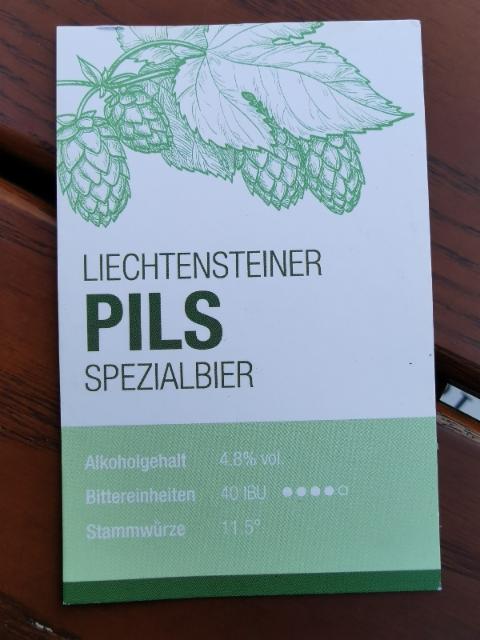 LIECHTENSTEINER
PILS
SPEZIALBIER
Alkoholgehalt 4.8% vol.
Bittereinheiten 40 IBU ●●●●○
Stammwürze 11.5°